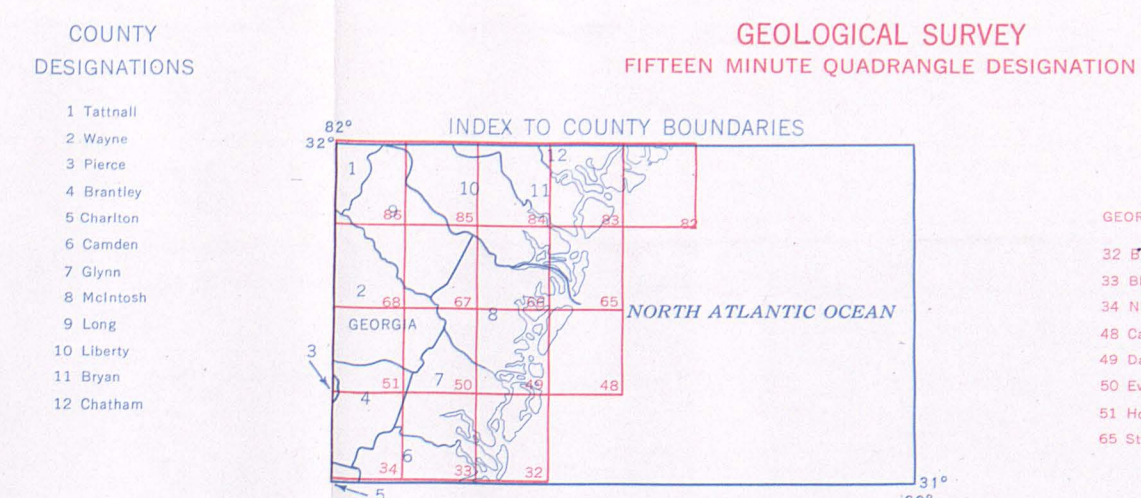 COUNTY
DESIGNATIONS
1 Tattnall
2 Wayne
3 Pierce
4 Brantley
5 Charlton
6 Camden
7 Glynn
8 McIntosh
9 Long
10 Liberty
11 Bryan
12 Chatham
GEOLOGICAL SURVEY
FIFTEEN MINUTE QUADRANGLE DESIGNATION
INDEX TO COUNTY BOUNDARIES
82°
32°
12
1
10
11
9
86
85
84
83
82
2
68
67
66
65
8
NORTH ATLANTIC OCEAN
GEORGIA
3
51
7
50
49
48
4
6
34
33
32
31°
5
32
33
34 N
48
49
50
51
65